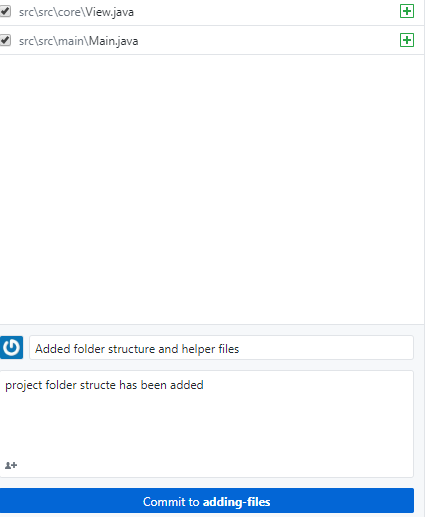 src\src\core\View.java
src\src\main\Main.java
Added folder structure and helper files
project folder structe has been added
Commit to adding-files